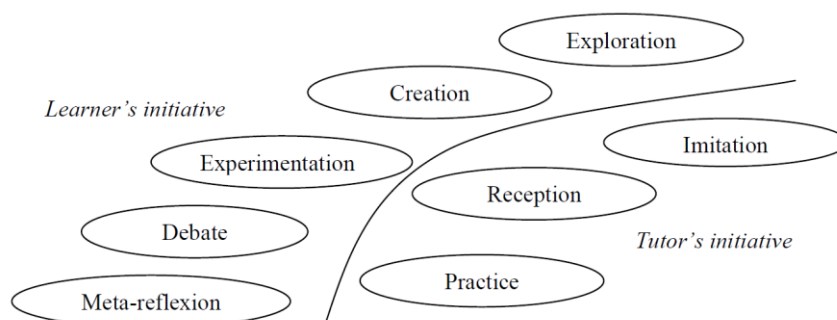 Exploration
Creation
Learner's initiative
Imitation
Experimentation
Reception
Debate
Tutor's initiative
Practice
Meta-reflexion